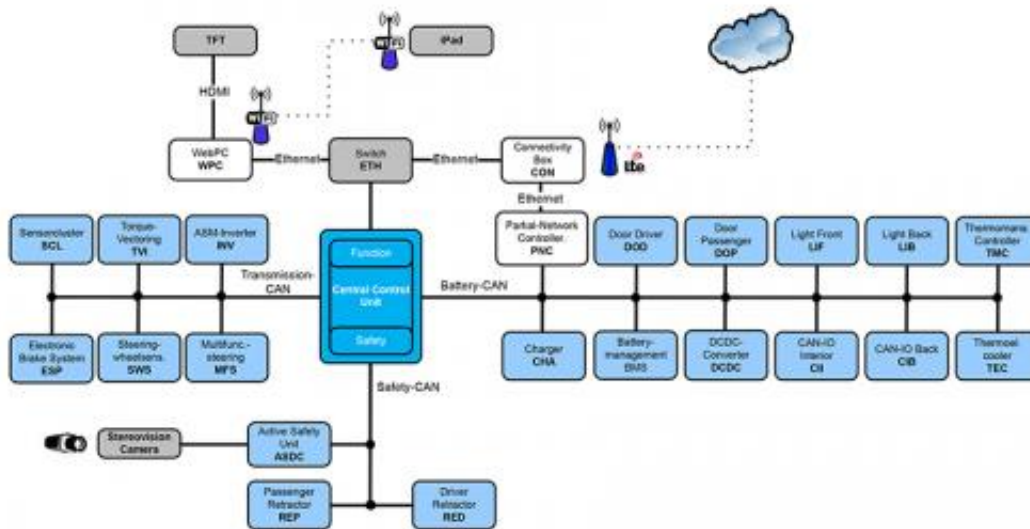 TFT
iPad
HDMI
WebPC
WPC
Ethernet
Switch
ETH
Ethernet
Connectivity
Box
CON
lte
Ethernet
Sensorcluster
SCL
Torque-
Vectoring
TVI
ASM-Inverter
INV
Function
Central Control
Unit
Safety
Partial-Network
Controller
PNC
Door Driver
DOD
Door
Passenger
DOP
Light Front
LIF
Light Back
LIB
Thermomana.
Controller
TMC
Transmission-
CAN
Battery-CAN
Electronic
Brake System
ESP
Steering-
wheelsens.
SWS
Multifunc.-
steering
MFS
Charger
CHA
Battery-
management
BMS
DCDC-
Converter
DCDC
CAN-IO
Interior
CII
CAN-IO Back
CIB
Thermoel.
cooler
TEC
Safety-CAN
Stereovision
Camera
Active Safety
Unit
ASDC
Passenger
Retractor
REP
Driver
Retractor
RED